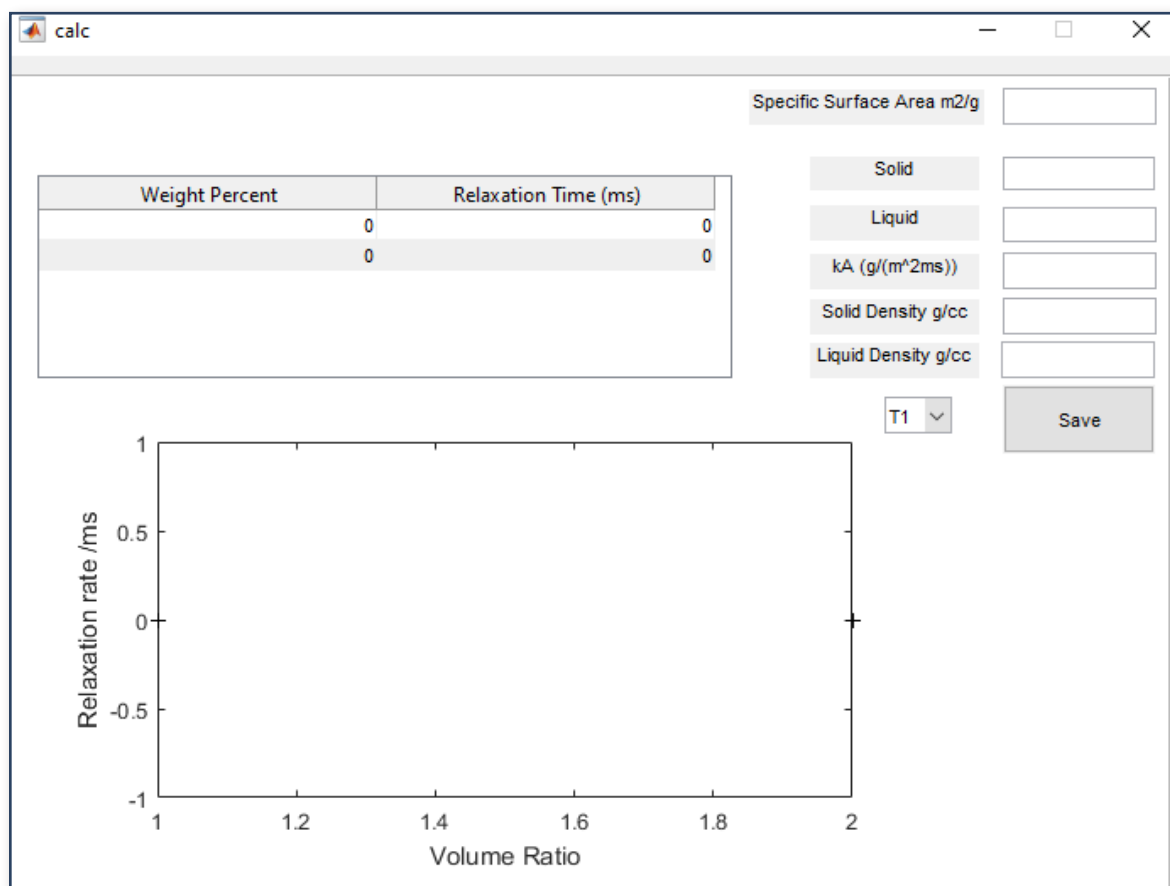 calc
Specific Surface Area m2/g
Solid
Weight Percent Relaxation Time (ms)
0 0
0 0
Liquid
kA (g/(m^2ms))
Solid Density g/cc
Liquid Density g/cc
T1
Save
1
0.5
0
-0.5
-1
Relaxation rate /ms
1 1.2 1.4 1.6 1.8 2
Volume Ratio